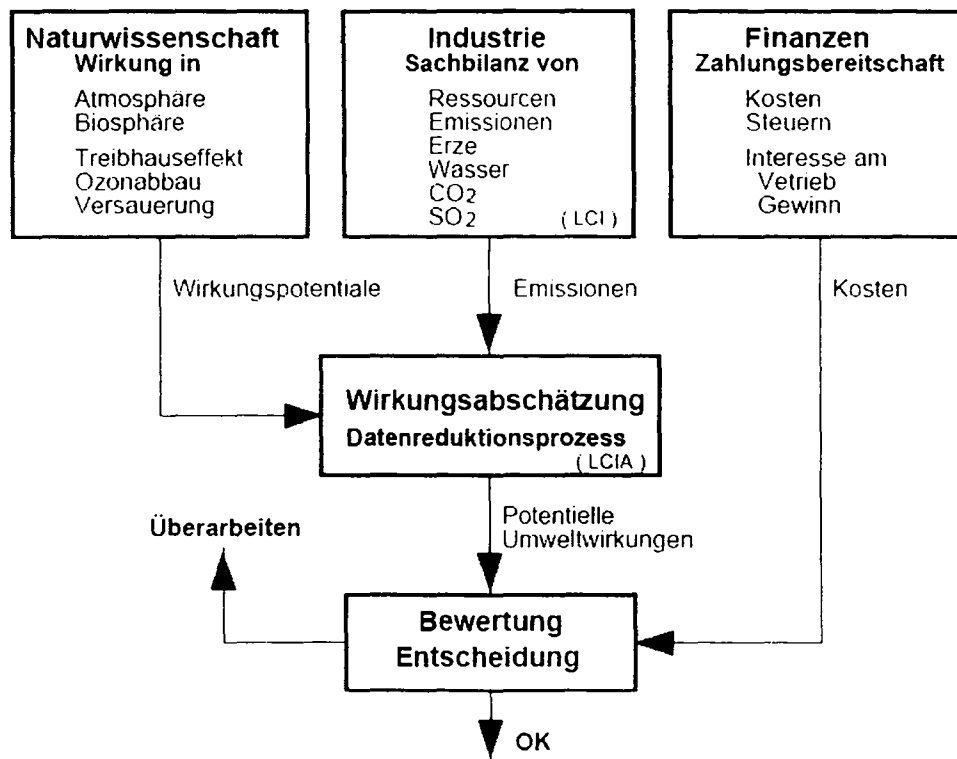 Naturwissenschaft
Wirkung in
Atmosphäre
Biosphäre
Treibhauseffekt
Ozonabbau
Versauerung
Industrie
Sachbilanz von
Ressourcen
Emissionen
Erze
Wasser
CO2
SO2 ( LCI )
Finanzen
Zahlungsbereitschaft
Kosten
Steuern
Interesse am
Vetrieb
Gewinn
Wirkungspotentiale
Emissionen
Kosten
Wirkungsabschätzung
Datenreduktionsprozess
( LCIA )
Potentielle
Umweltwirkungen
Überarbeiten
Bewertung
Entscheidung
OK